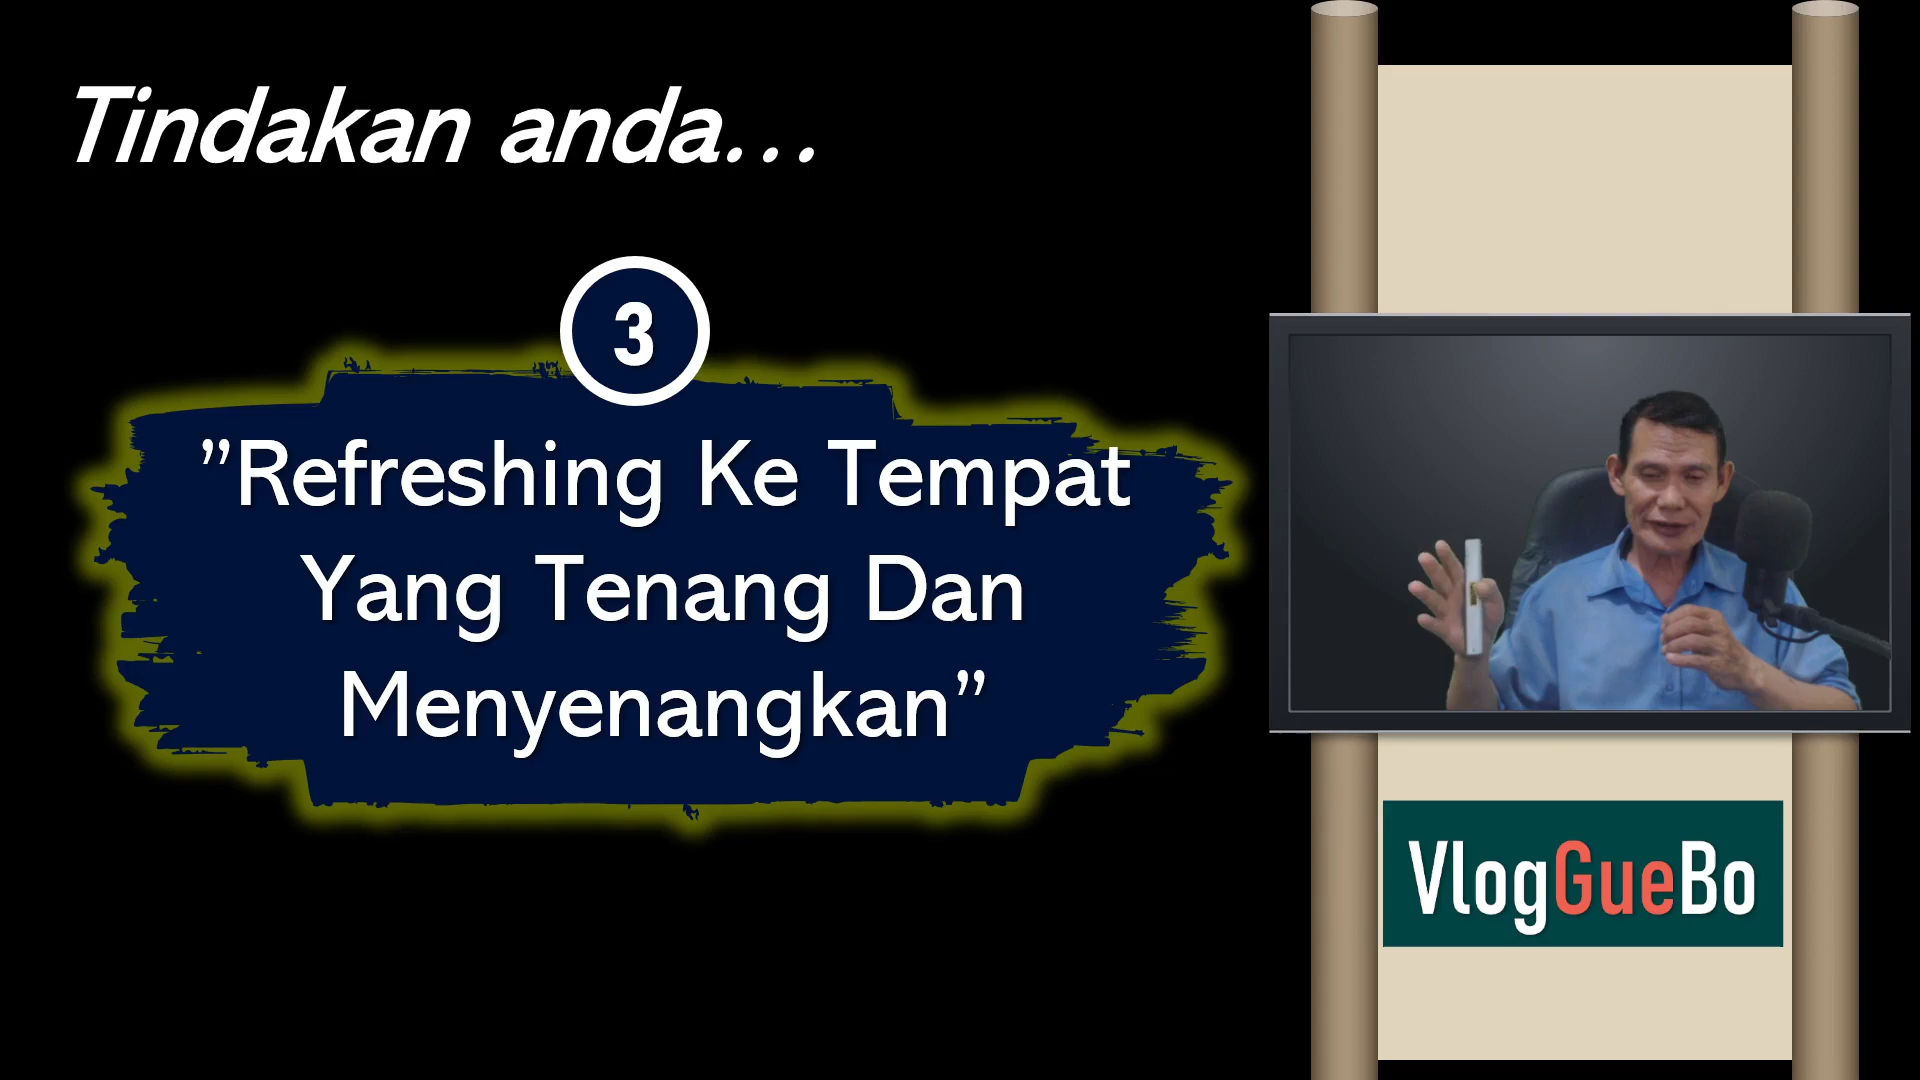 Tindakan anda...
3
”Refreshing Ke Tempat
Yang Tenang Dan
Menyenangkan”
VlogGueBo